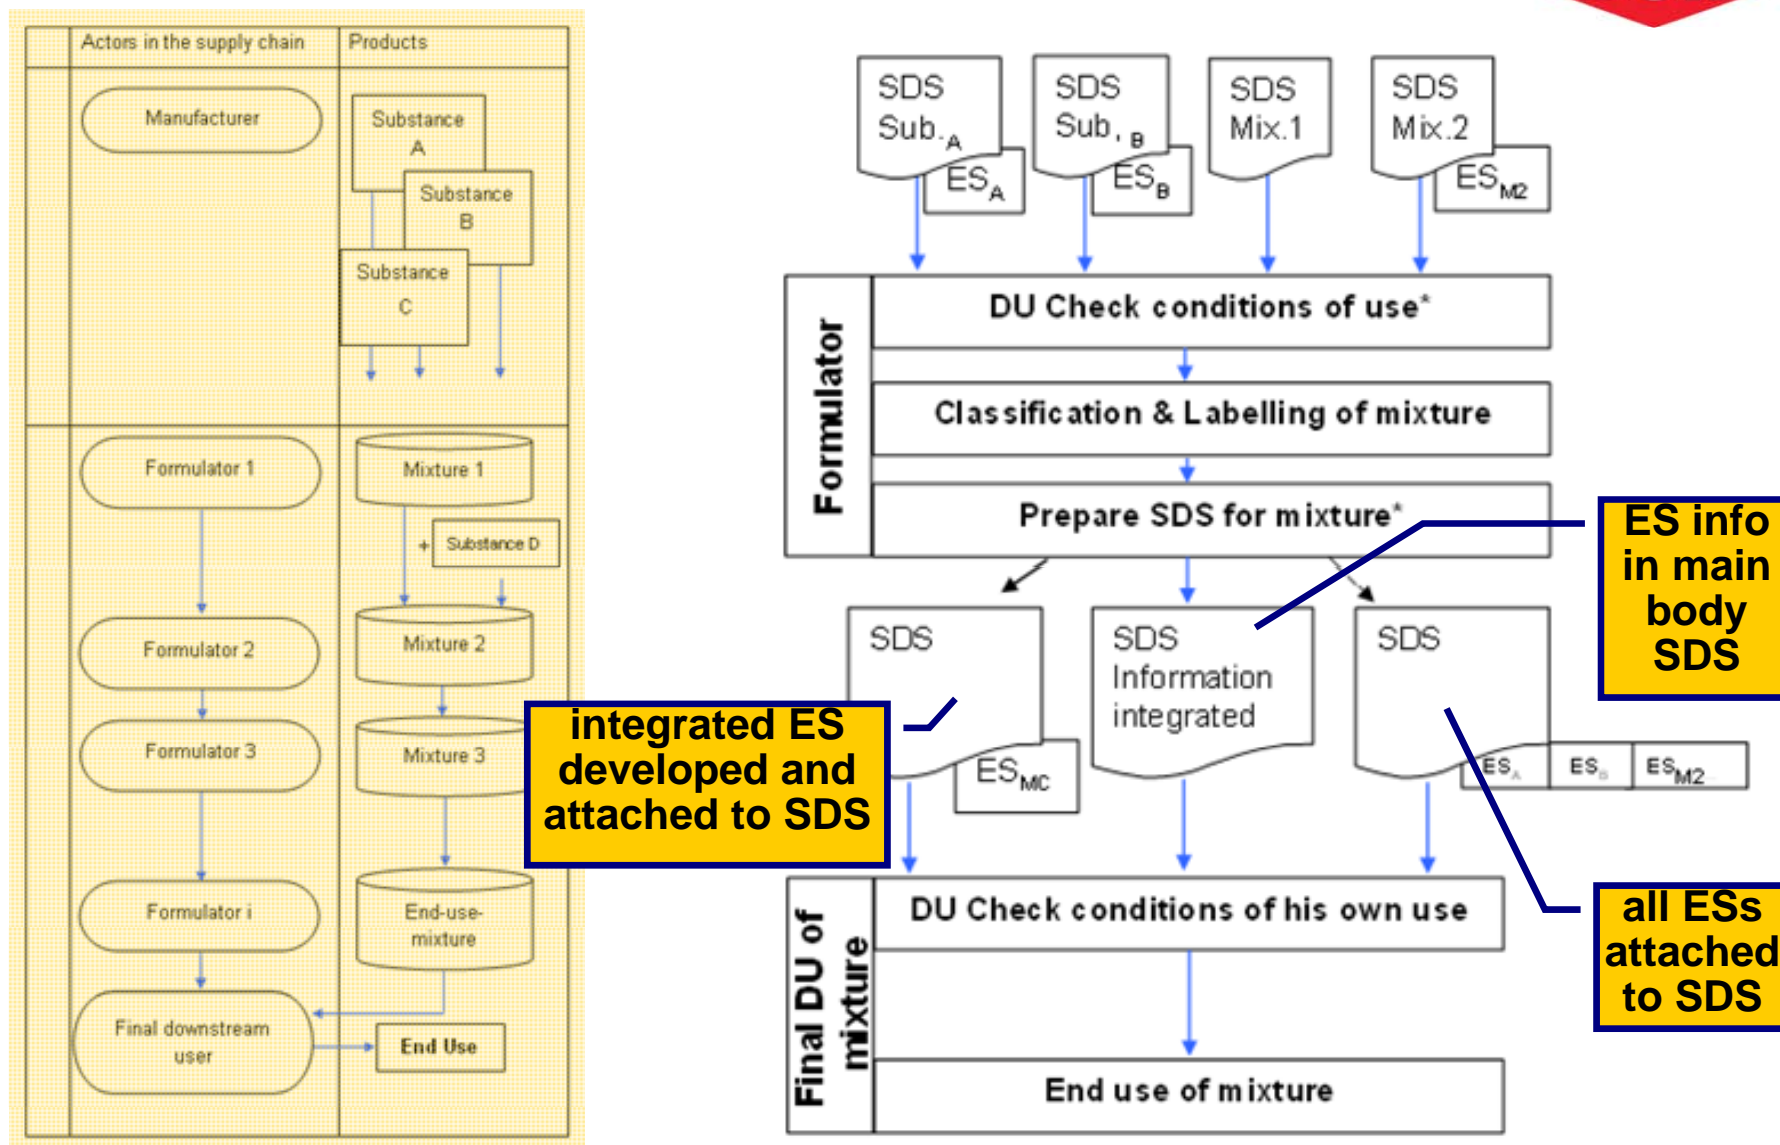 Actors in the supply chain
Products
Manufacturer
Substance
A
Substance
B
Substance
C
Formulator 1
Mixture 1
+ Substance D
Formulator 2
Mixture 2
Formulator 3
Mixture 3
Formulator i
End-use-
mixture
Final downstream
user
End Use
SDS
Sub.A
ESA
SDS
Sub,B
ESB
SDS
Mix.1
SDS
Mix.2
ESM2
Formulator
DU Check conditions of use*
Classification & Labelling of mixture
Prepare SDS for mixture*
ES info
in main
body
SDS
SDS
ESMC
integrated ES
developed and
attached to SDS
SDS
Information
integrated
SDS
ESA
ESB
ESM2
all ESs
attached
to SDS
Final DU of
mixture
DU Check conditions of his own use
End use of mixture